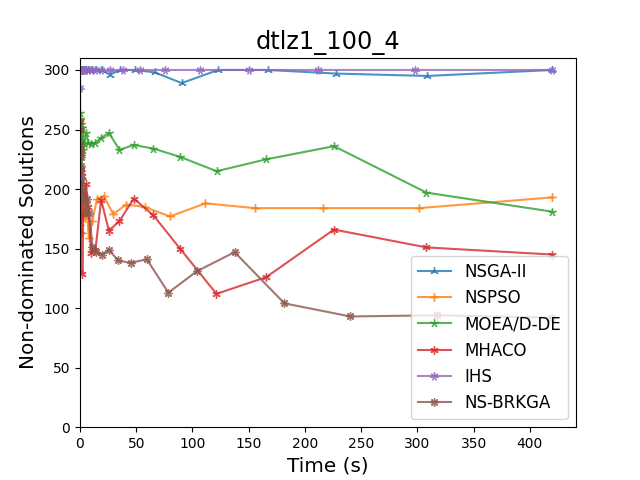 dtlz1_100_4
Non-dominated Solutions
300
250
200
150
100
50
0
0 50 100 150 200 250 300 350 400
Time (s)
NSGA-II
NSPSO
MOEA/D-DE
MHACO
IHS
NS-BRKGA